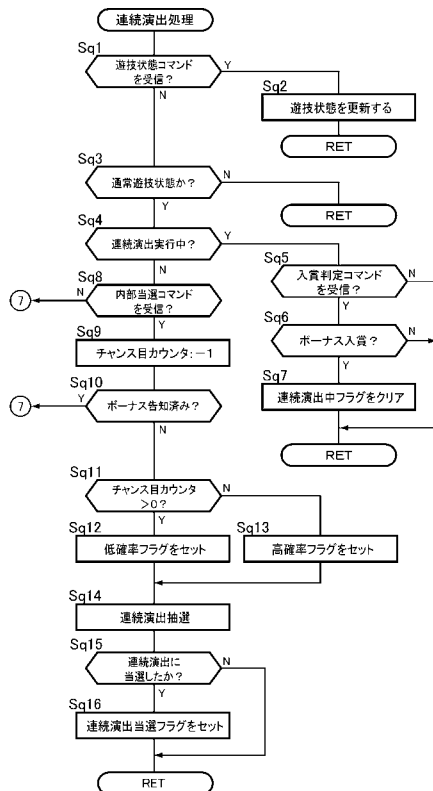 連続演出処理
Sq1
遊技状態コマンド
を受信？
Y
N
Sq2
遊技状態を更新する
RET
Sq3
通常遊技状態か？
N
Y
RET
Sq4
連続演出実行中？
Y
N
Sq5
入賞判定コマンド
を受信？
N
Y
Sq8
内部当選コマンド
を受信？
N
⑦
Y
Sq6
ボーナス入賞？
N
Y
Sq9
チャンス目カウンタ：－1
Sq7
連続演出中フラグをクリア
Sq10
ボーナス告知済み？
Y
⑦
N
RET
Sq11
チャンス目カウンタ
＞0？
N
Y
Sq12
低確率フラグをセット
Sq13
高確率フラグをセット
Sq14
連続演出抽選
Sq15
連続演出に
当選したか？
N
Y
Sq16
連続演出当選フラグをセット
RET